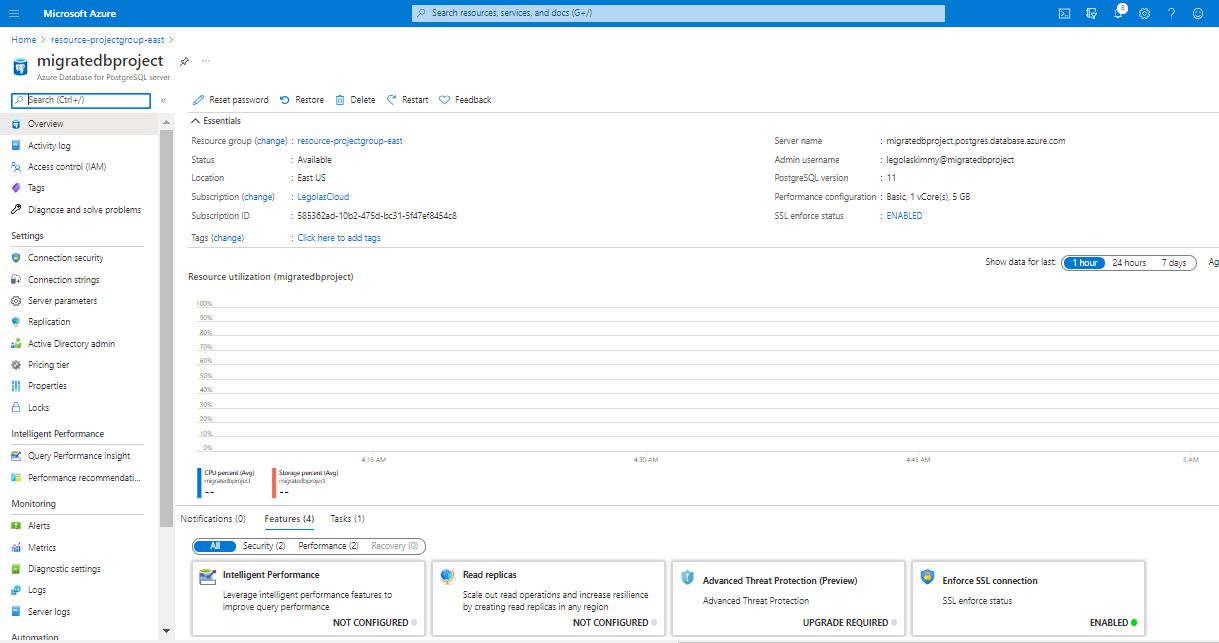 Microsoft Azure
Search resources, services, and docs (G+/)
8
Home > resource-projectgroup-east >
migratedbproject
Azure Database for PostgreSQL server
Search (Ctrl+/)
Overview
Activity log
Access control (IAM)
Tags
Diagnose and solve problems
Settings
Connection security
Connection strings
Server parameters
Replication
Active Directory admin
Pricing tier
Properties
Locks
Intelligent Performance
Query Performance Insight
Performance recommendati...
Monitoring
Alerts
Metrics
Diagnostic settings
Logs
Server logs
Automation
Reset password Restore Delete Restart Feedback
Essentials
Resource group (change) : resource-projectgroup-east
Status : Available
Location : East US
Subscription (change) : LegolasCloud
Subscription ID : 585362ad-10b2-475d-bc31-5f47ef8454c8
Tags (change) : Click here to add tags
Server name : migratedbproject.postgres.database.azure.com
Admin username : legolaskimmy@migratedbproject
PostgreSQL version : 11
Performance configuration : Basic, 1 vCore(s), 5 GB
SSL enforce status : ENABLED
Show data for last: 1 hour 24 hours 7 days Ag
Resource utilization (migratedbproject)
100%
90%
80%
70%
60%
50%
40%
30%
20%
10%
0%
4:15 AM 4:30 AM 4:45 AM 5 AM
CPU percent (Avg)
migratedbproject
--
Storage percent (Avg)
migratedbproject
--
Notifications (0) Features (4) Tasks (1)
All Security (2) Performance (2) Recovery (0)
Intelligent Performance
Leverage intelligent performance features to
improve query performance
NOT CONFIGURED
Read replicas
Scale out read operations and increase resilience
by creating read replicas in any region
NOT CONFIGURED
Advanced Threat Protection (Preview)
Advanced Threat Protection
UPGRADE REQUIRED
Enforce SSL connection
SSL enforce status
ENABLED